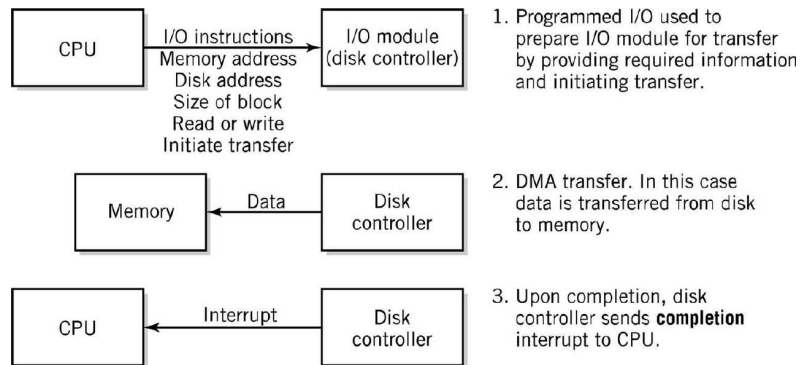 CPU
I/O instructions
Memory address
Disk address
Size of block
Read or write
Initiate transfer
I/O module
(disk controller)
1. Programmed I/O used to
prepare I/O module for transfer
by providing required information
and initiating transfer.
Memory
Data
Disk
controller
2. DMA transfer. In this case
data is transferred from disk
to memory.
CPU
Interrupt
Disk
controller
3. Upon completion, disk
controller sends completion
interrupt to CPU.